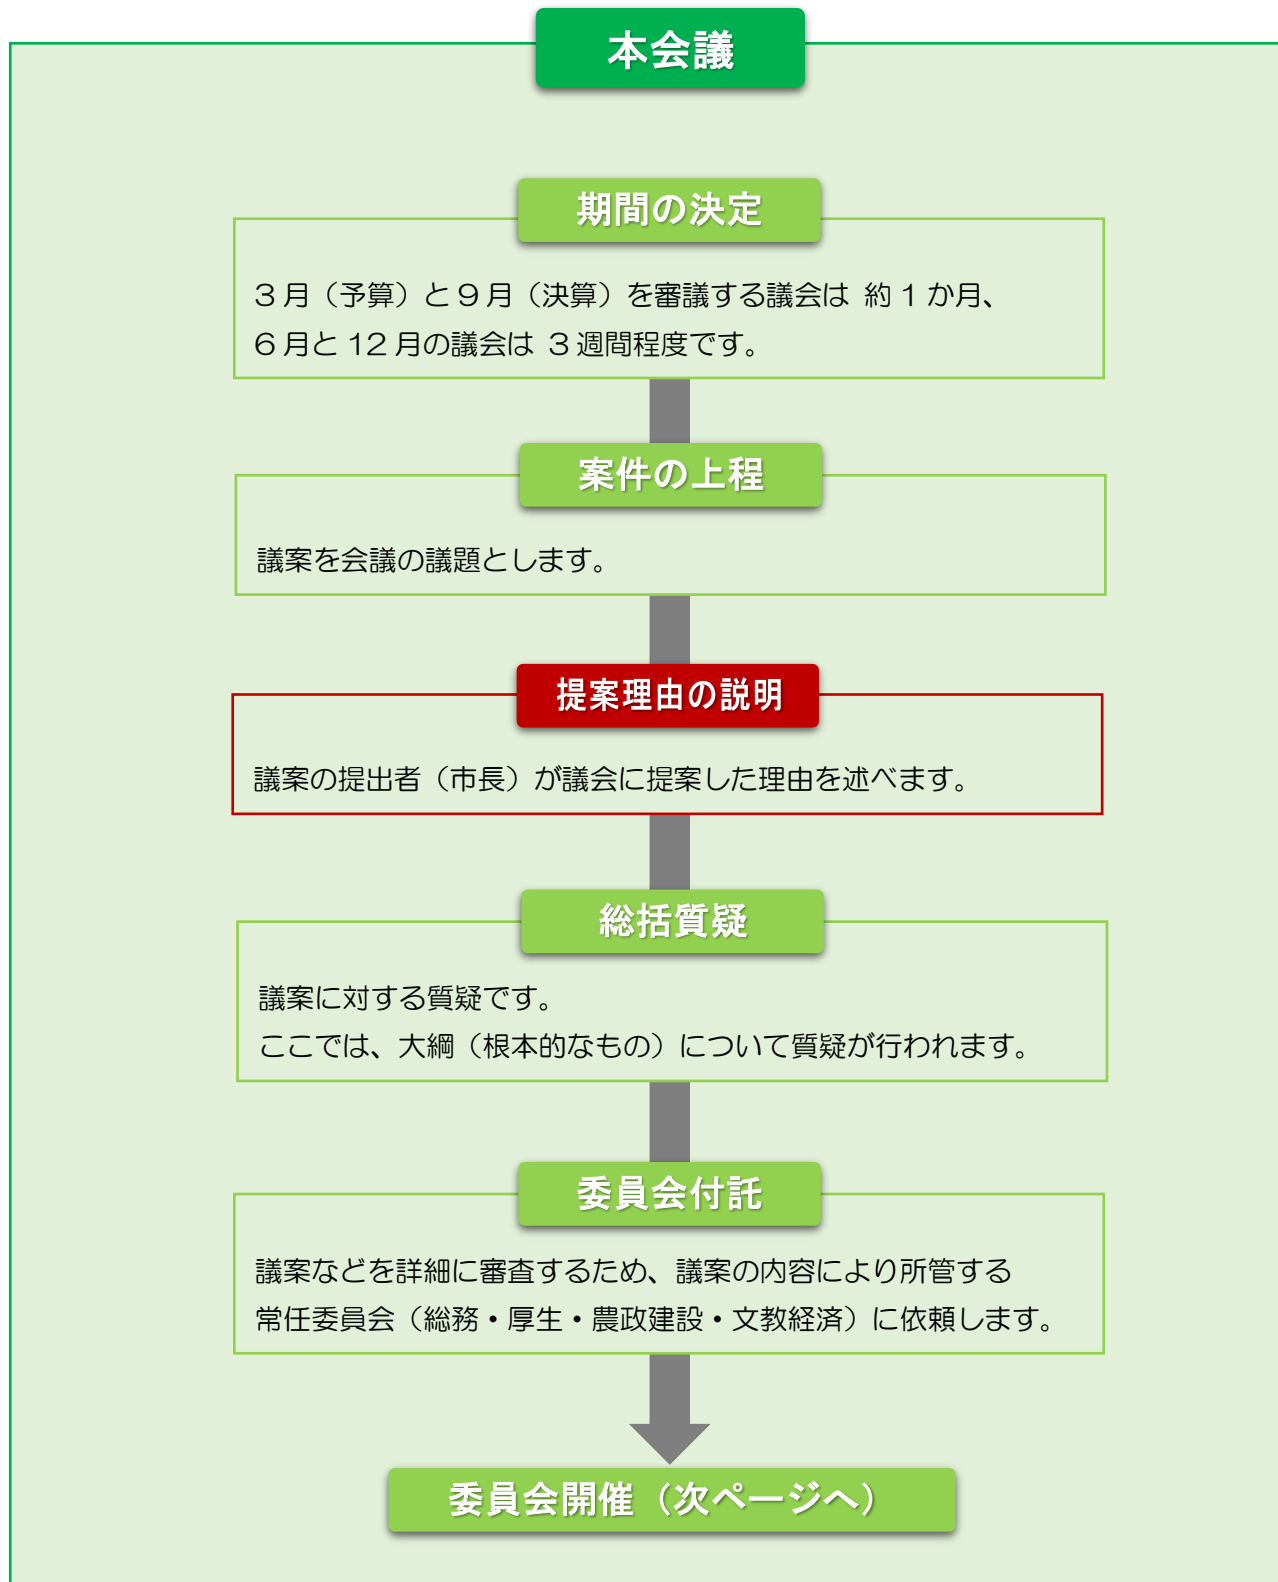 本会議
期間の決定
3月（予算）と9月（決算）を審議する議会は 約1か月、
6月と12月の議会は 3週間程度です。
案件の上程
議案を会議の議題とします。
提案理由の説明
議案の提出者（市長）が議会に提案した理由を述べます。
総括質疑
議案に対する質疑です。
ここでは、大綱（根本的なもの）について質疑が行われます。
委員会付託
議案などを詳細に審査するため、議案の内容により所管する
常任委員会（総務・厚生・農政建設・文教経済）に依頼します。
委員会開催（次ページへ）